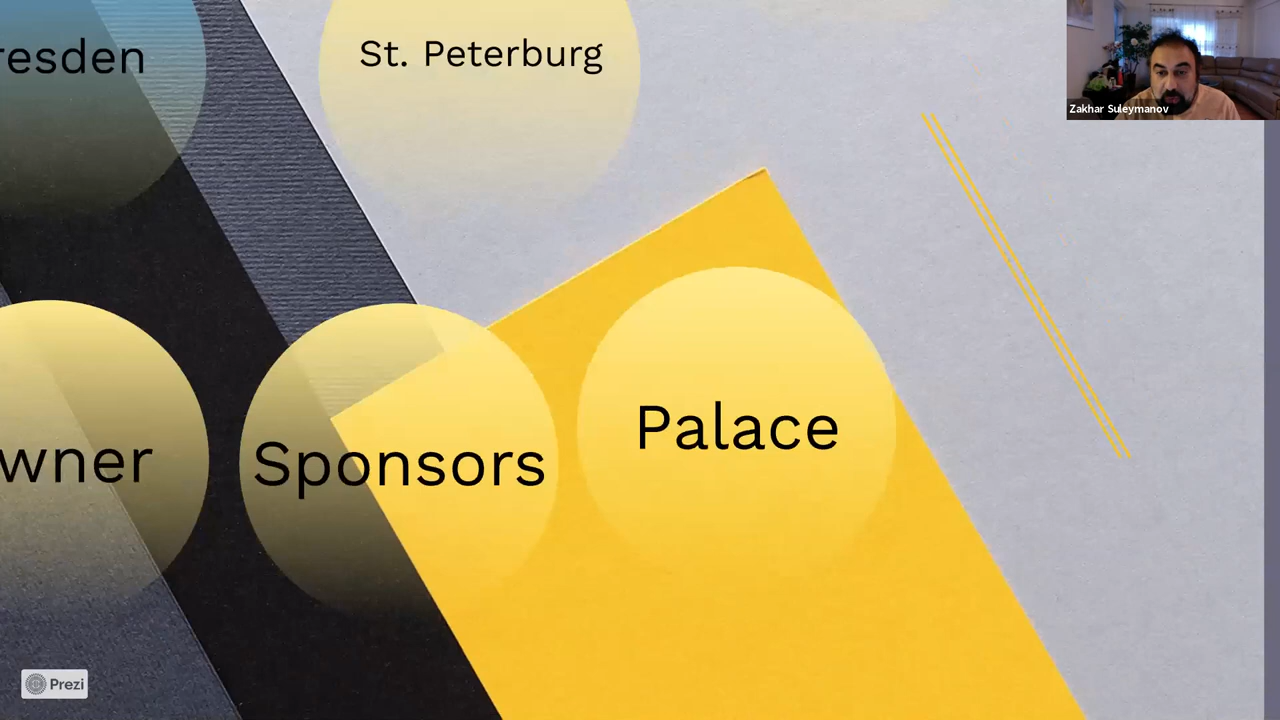 resden
St. Peterburg
Zakhar Suleymanov
wner
Sponsors
Palace
Prezi